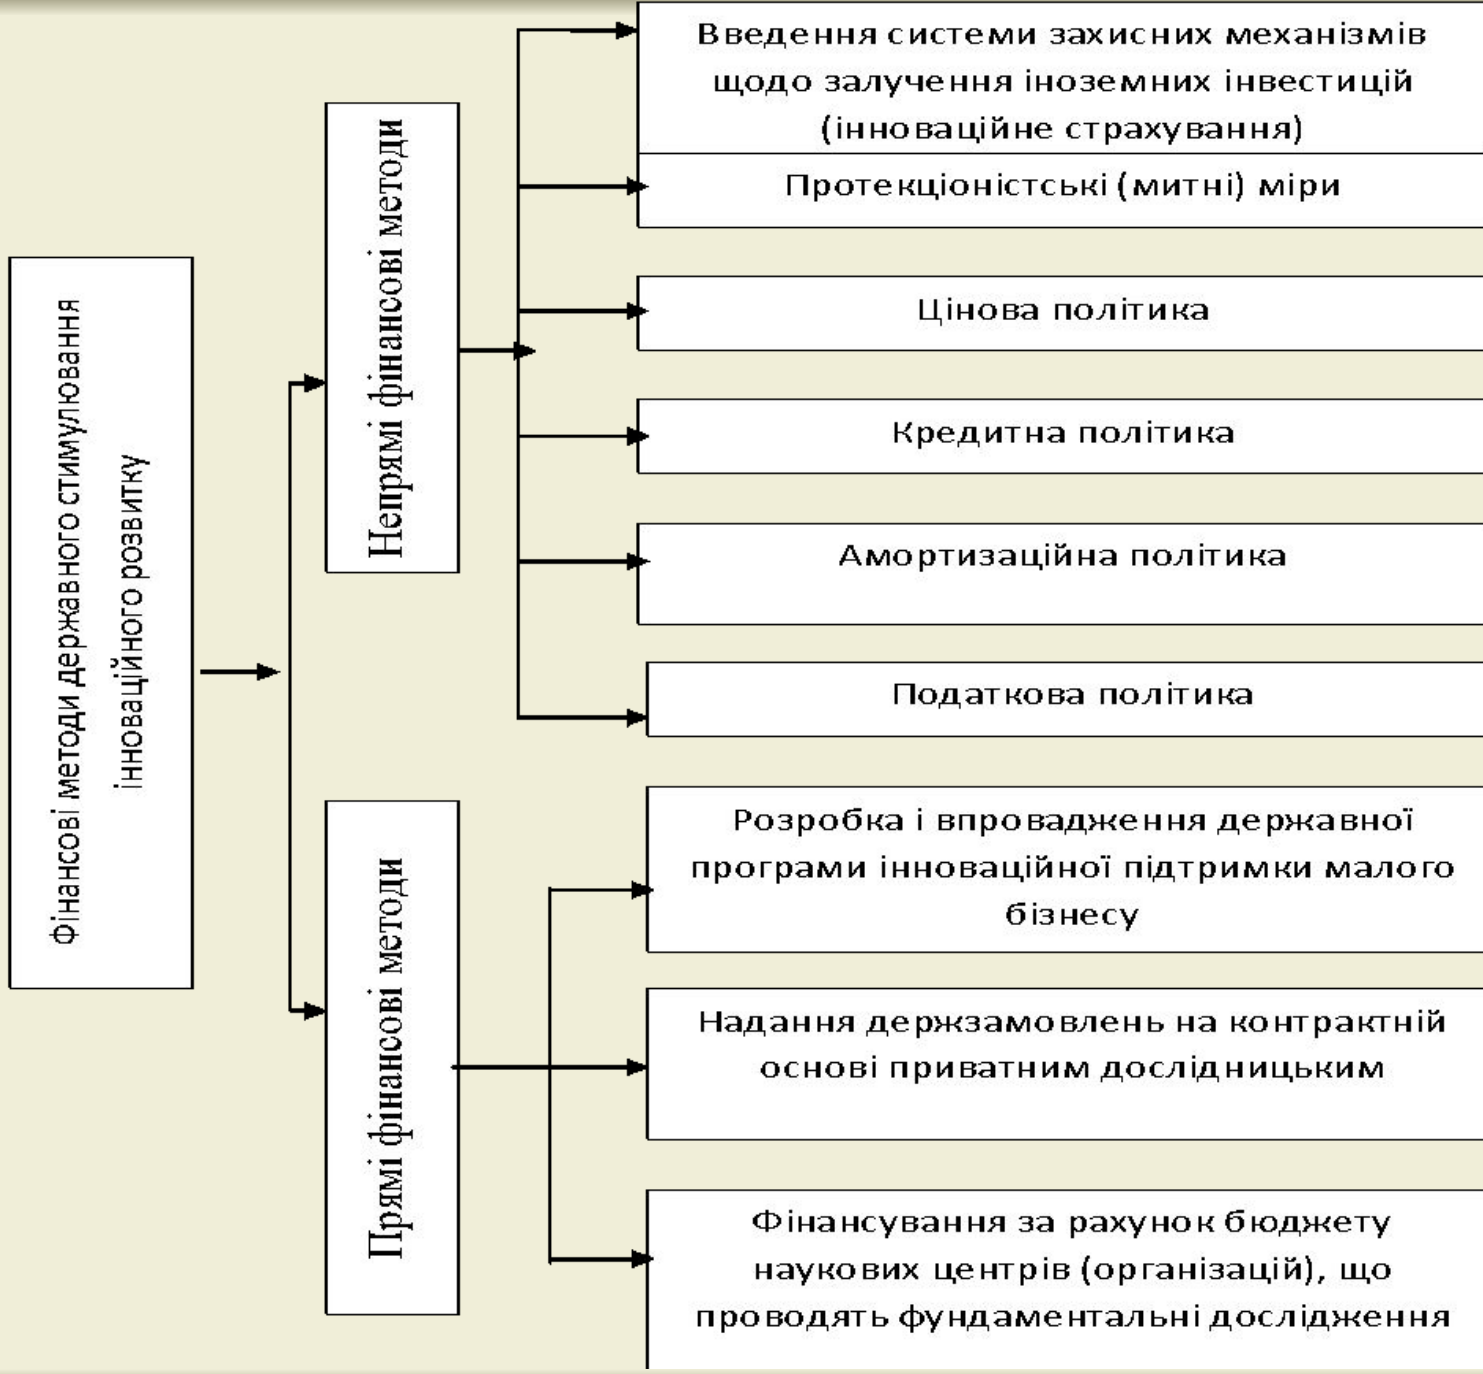 Фінансові методи державного стимулювання
інноваційного розвитку
Непрямі фінансові методи
Введення системи захисних механізмів
щодо залучення іноземних інвестицій
(інноваційне страхування)
Протекціоністські (митні) міри
Цінова політика
Кредитна політика
Амортизаційна політика
Податкова політика
Прямі фінансові методи
Розробка і впровадження державної
програми інноваційної підтримки малого
бізнесу
Надання держзамовлень на контрактній
основі приватним дослідницьким
Фінансування за рахунок бюджету
наукових центрів (організацій), що
проводять фундаментальні дослідження